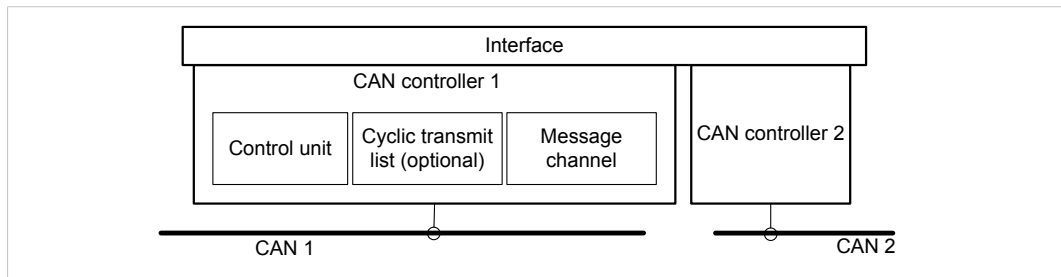 Interface
CAN controller 1
Control unit
Cyclic transmit
list (optional)
Message
channel
CAN controller 2
CAN 1
CAN 2